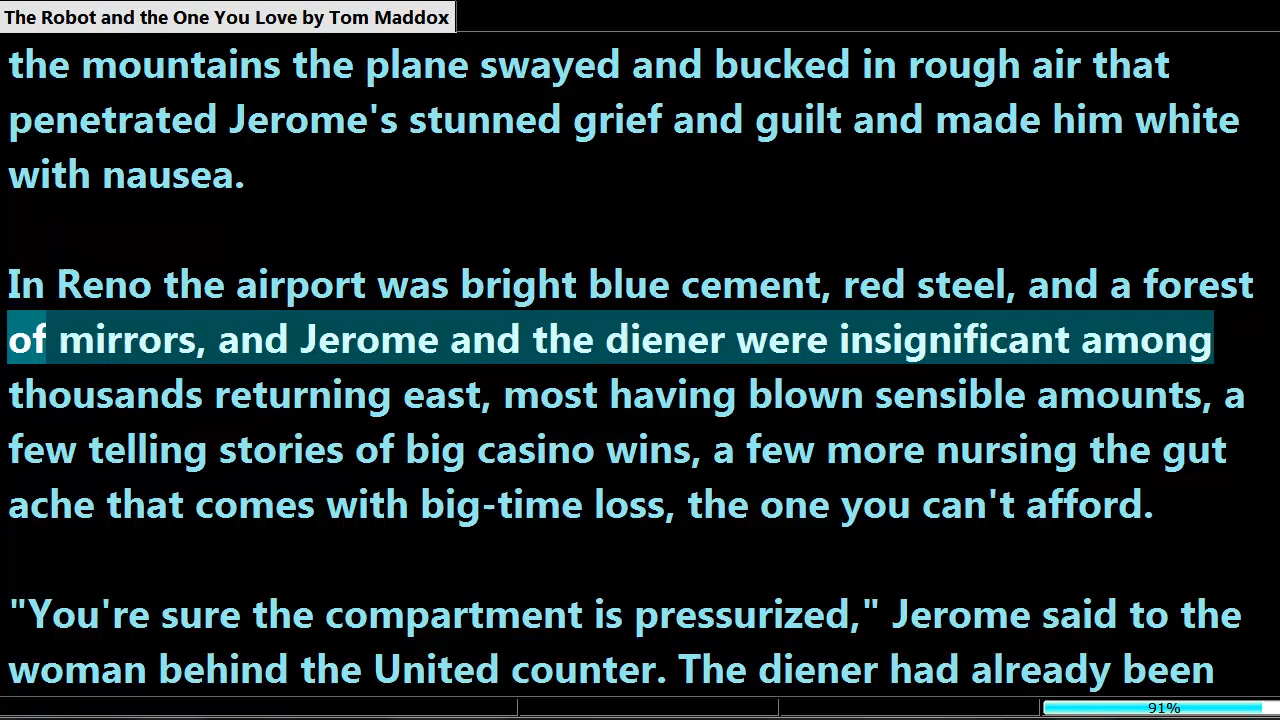 The Robot and the One You Love by Tom Maddox
the mountains the plane swayed and bucked in rough air that
penetrated Jerome's stunned grief and guilt and made him white
with nausea.
In Reno the airport was bright blue cement, red steel, and a forest
of mirrors, and Jerome and the diener were insignificant among
thousands returning east, most having blown sensible amounts, a
few telling stories of big casino wins, a few more nursing the gut
ache that comes with big-time loss, the one you can't afford.
"You're sure the compartment is pressurized," Jerome said to the
woman behind the United counter. The diener had already been
91%